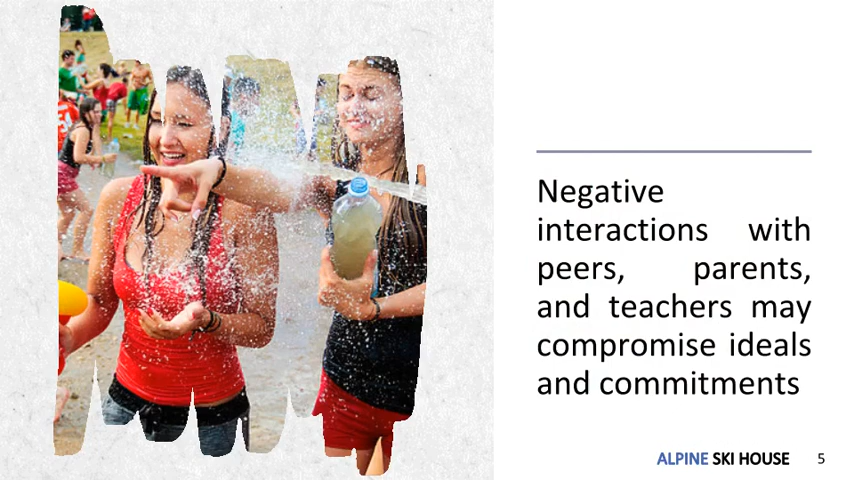 Negative
interactions with
peers, parents,
and teachers may
compromise ideals
and commitments
ALPINE SKI HOUSE 5